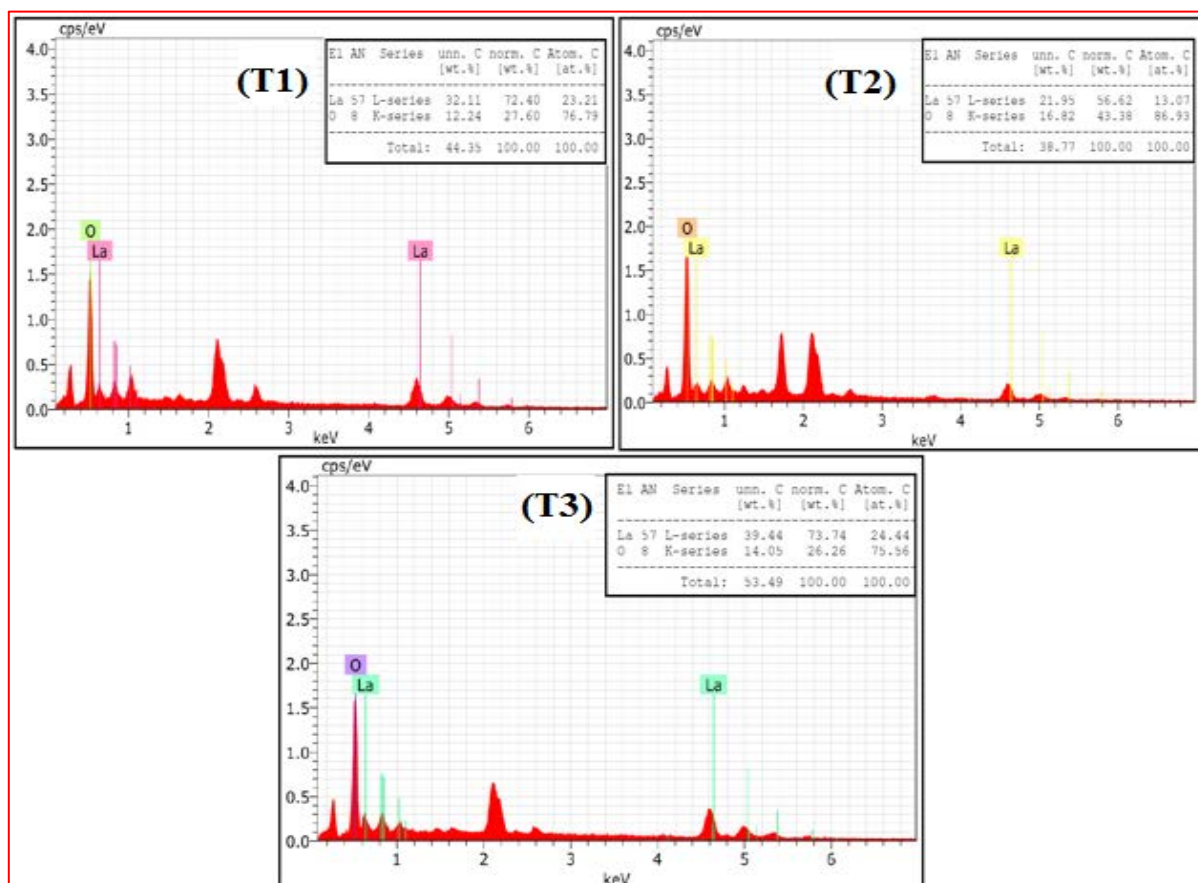 cps/eV
4.0
3.5
3.0
2.5
2.0
1.5
1.0
0.5
0.0
(T1)
El AN Series unn. C norm. C Atom. C
[wt.%] [wt.%] [at.%]
La 57 L-series 32.11 72.40 23.21
O 8 K-series 12.24 27.60 76.79
Total: 44.35 100.00 100.00
O
La
La
1 2 3 4 5 6
keV
cps/eV
4.0
3.5
3.0
2.5
2.0
1.5
1.0
0.5
0.0
(T2)
El AN Series unn. C norm. C Atom. C
[wt.%] [wt.%] [at.%]
La 57 L-series 21.95 56.62 13.07
O 8 K-series 16.82 43.38 86.93
Total: 38.77 100.00 100.00
O
La
La
1 2 3 4 5 6
keV
cps/eV
4.0
3.5
3.0
2.5
2.0
1.5
1.0
0.5
0.0
(T3)
El AN Series unn. C norm. C Atom. C
[wt.%] [wt.%] [at.%]
La 57 L-series 39.44 73.74 24.44
O 8 K-series 14.05 26.26 75.56
Total: 53.49 100.00 100.00
O
La
La
1 2 3 4 5 6
keV